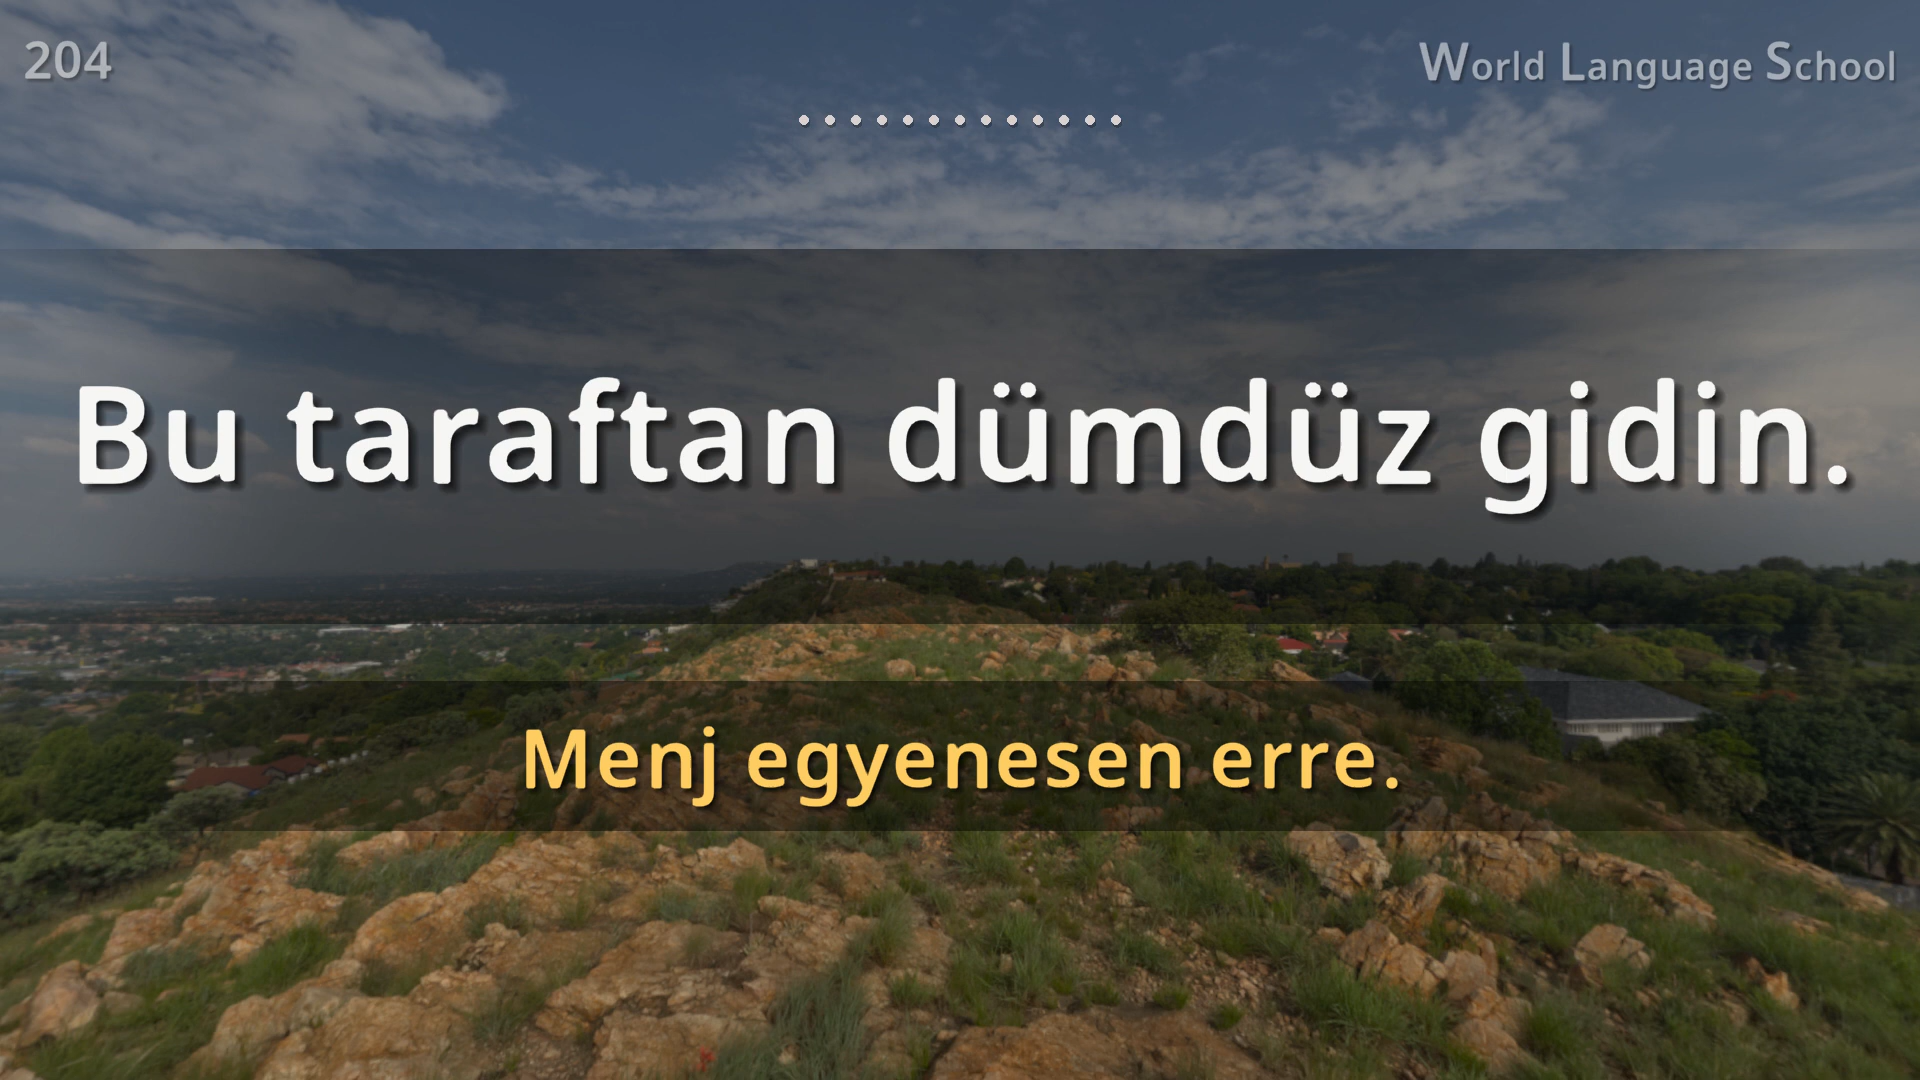 204
World Language School
Bu taraftan dümdüz gidin.
Menj egyenesen erre.